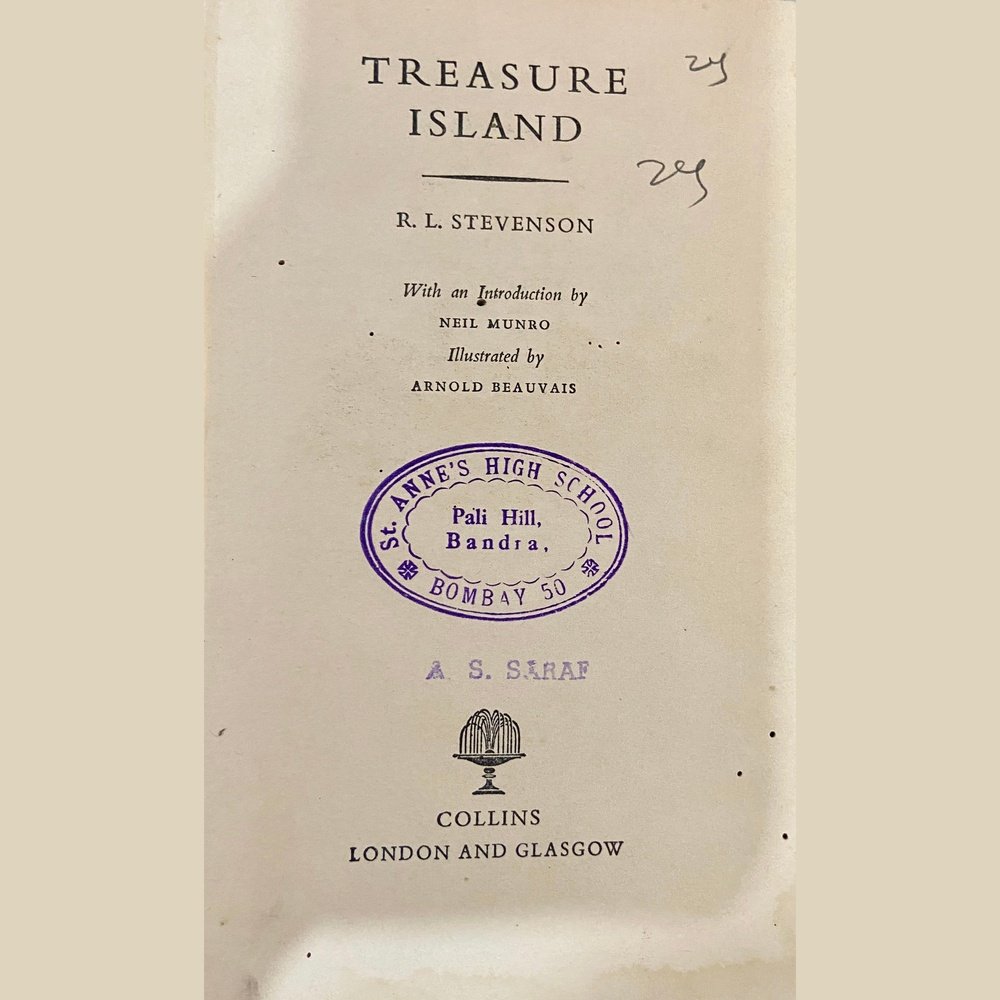 TREASURE
ISLAND
R. L. STEVENSON
With an Introduction by
NEIL MUNRO
Illustrated by
ARNOLD BEAUVAIS
St. ANNE'S HIGH SCHOOL
Pali Hill,
Bandra,
BOMBAY 50
A S. SARAF
COLLINS
LONDON AND GLASGOW